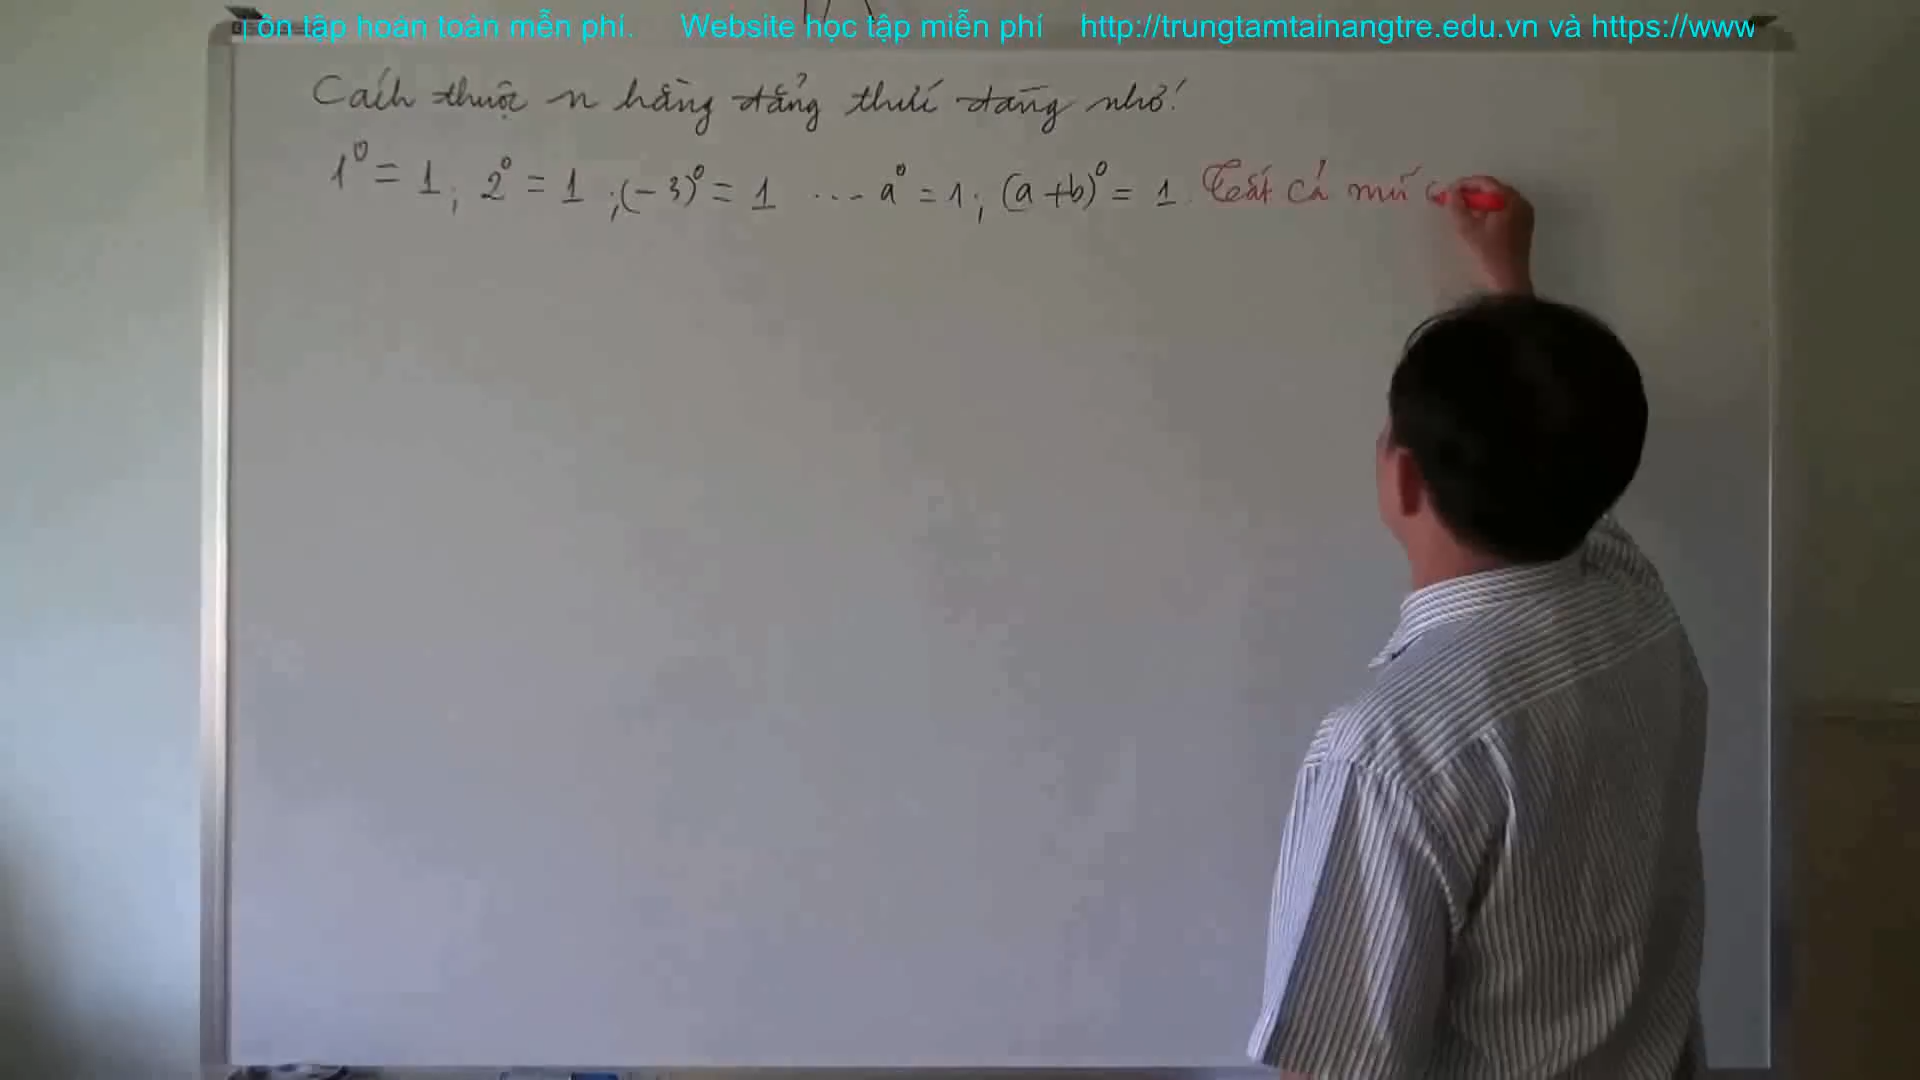 ôn tập hoàn toàn mễn phí. Website học tập miễn phí http://trungtamtainangtre.edu.vn và https://www
Cách thuộc n hằng đẳng thức đáng nhớ!
1⁰ = 1; 2⁰ = 1; (-3)⁰ = 1 .... a⁰ = 1; (a+b)⁰ = 1. Tất cả mũ